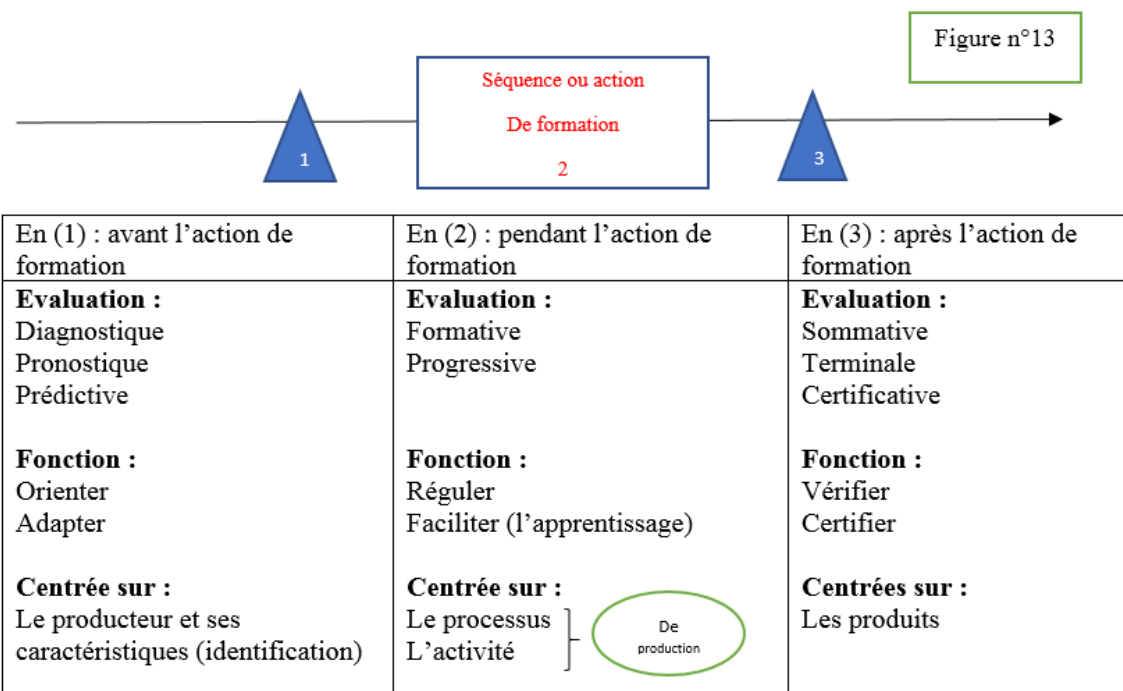 Figure n°13
Séquence ou action
De formation
2
1
3
En (1) : avant l’action de
formation
En (2) : pendant l’action de
formation
En (3) : après l’action de
formation
Evaluation :
Diagnostique
Pronostique
Prédictive
Fonction :
Orienter
Adapter
Centrée sur :
Le producteur et ses
caractéristiques (identification)
Evaluation :
Formative
Progressive
Fonction :
Réguler
Faciliter (l’apprentissage)
Centrée sur :
Le processus
L’activité
De
production
Evaluation :
Sommative
Terminale
Certificative
Fonction :
Vérifier
Certifier
Centrées sur :
Les produits